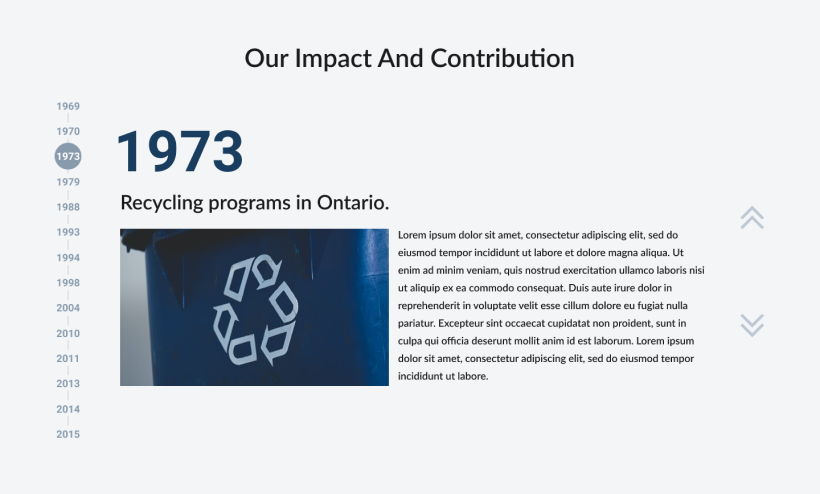 Our Impact And Contribution
1969
1970
1973
1979
1988
1993
1994
1998
2004
2010
2011
2013
2014
2015
1973
Recycling programs in Ontario.
Lorem ipsum dolor sit amet, consectetur adipiscing elit, sed do
eiusmod tempor incididunt ut labore et dolore magna aliqua. Ut
enim ad minim veniam, quis nostrud exercitation ullamco laboris nisi
ut aliquip ex ea commodo consequat. Duis aute irure dolor in
reprehenderit in voluptate velit esse cillum dolore eu fugiat nulla
pariatur. Excepteur sint occaecat cupidatat non proident, sunt in
culpa qui officia deserunt mollit anim id est laborum. Lorem ipsum
dolor sit amet, consectetur adipiscing elit, sed do eiusmod tempor
incididunt ut labore.